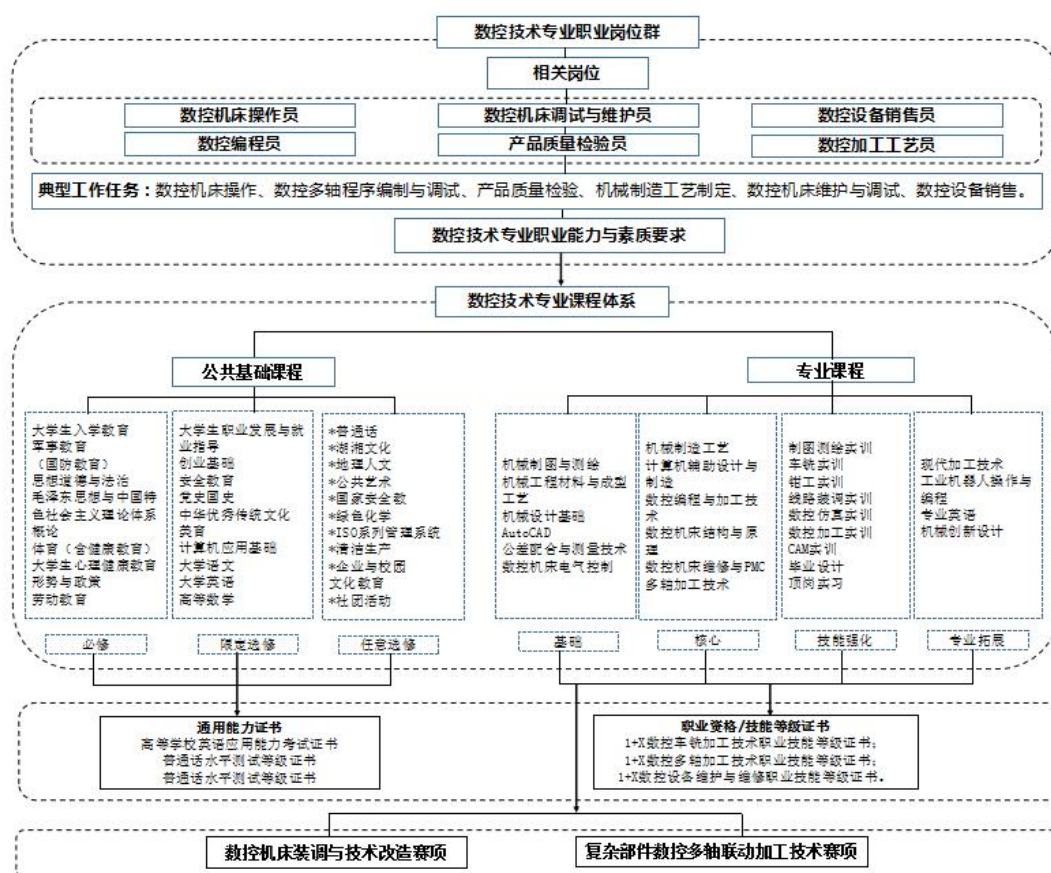 数控技术专业职业岗位群
相关岗位
数控机床操作员
数控机床调试与维护员
数控设备销售员
数控编程员
产品质量检验员
数控加工工艺员
典型工作任务：数控机床操作、数控多轴程序编制与调试、产品质量检验、机械制造工艺制定、数控机床维护与调试、数控设备销售。
数控技术专业职业能力与素质要求
数控技术专业课程体系
公共基础课程
专业课程
大学生入学教育
军事教育
（国防教育）
思想道德与法治
毛泽东思想与中国特
色社会主义理论体系
概论
体育（含健康教育）
大学生心理健康教育
形势与政策
劳动教育
必修
大学生职业发展与就
业指导
创业基础
安全教育
党史国史
中华优秀传统文化
美育
计算机应用基础
大学语文
大学英语
高等数学
限定选修
*普通话
*湖湘文化
*地理人文
*公共艺术
*国家安全教
*绿色化学
*ISO系列管理系统
*清洁生产
*企业与校园
文化教育
*社团活动
任意选修
机械制图与测绘
机械工程材料与成型
工艺
机械设计基础
AutoCAD
公差配合与测量技术
数控机床电气控制
基础
机械制造工艺
计算机辅助设计与
制造
数控编程与加工技
术
数控机床结构与原
理
数控机床维修与PMC
多轴加工技术
核心
制图测绘实训
车铣实训
钳工实训
线路装调实训
数控仿真实训
数控加工实训
CAM实训
毕业设计
顶岗实习
技能强化
现代加工技术
工业机器人操作与
编程
专业英语
机械创新设计
专业拓展
通用能力证书
高等学校英语应用能力考试证书
普通话水平测试等级证书
普通话水平测试等级证书
职业资格/技能等级证书
1+X数控车铣加工技术职业技能等级证书；
1+X数控多轴加工技术职业技能等级证书；
1+X数控设备维护与维修职业技能等级证书。
数控机床装调与技术改造赛项
复杂部件数控多轴联动加工技术赛项